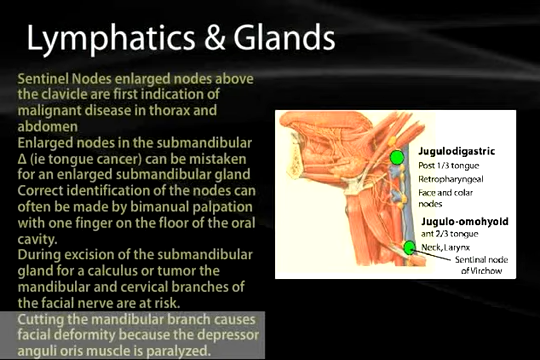 Lymphatics & Glands
Sentinel Nodes enlarged nodes above
the clavicle are first indication of
malignant disease in thorax and
abdomen
Enlarged nodes in the submandibular
Δ (ie tongue cancer) can be mistaken
for an enlarged submandibular gland
Correct identification of the nodes can
often be made by bimanual palpation
with one finger on the floor of the oral
cavity.
During excision of the submandibular
gland for a calculus or tumor the
mandibular and cervical branches of
the facial nerve are at risk.
Cutting the mandibular branch causes
facial deformity because the depressor
anguli oris muscle is paralyzed.
Jugulodigastric
Post 1/3 tongue
Retropharyngeal
Face and colar
nodes
Jugulo-omohyoid
ant 2/3 tongue
Neck, Larynx
Sentinal node
of Virchow